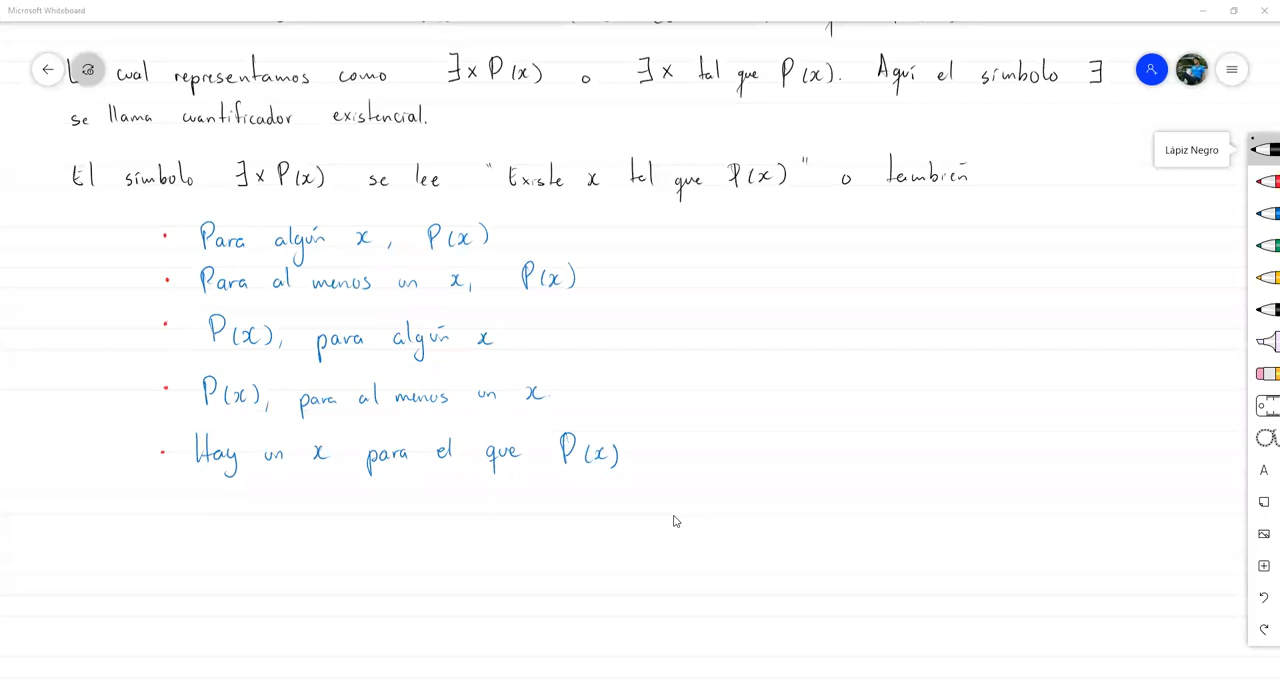 Microsoft Whiteboard
cual representamos como ∃x P(x) o ∃x tal que P(x). Aquí el símbolo ∃
se llama cuantificador existencial.
El símbolo ∃x P(x) se lee "Existe x tal que P(x)" o también
Lápiz Negro
• Para algún x, P(x)
• Para al menos un x, P(x)
• P(x), para algún x
• P(x), para al menos un x
• Hay un x para el que P(x)
A